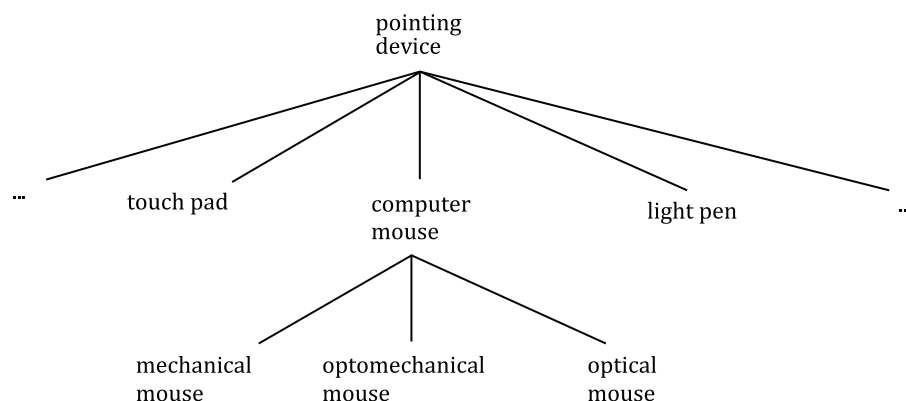 pointing
device
...
touch pad
computer
mouse
light pen
..
mechanical
mouse
optomechanical
mouse
optical
mouse